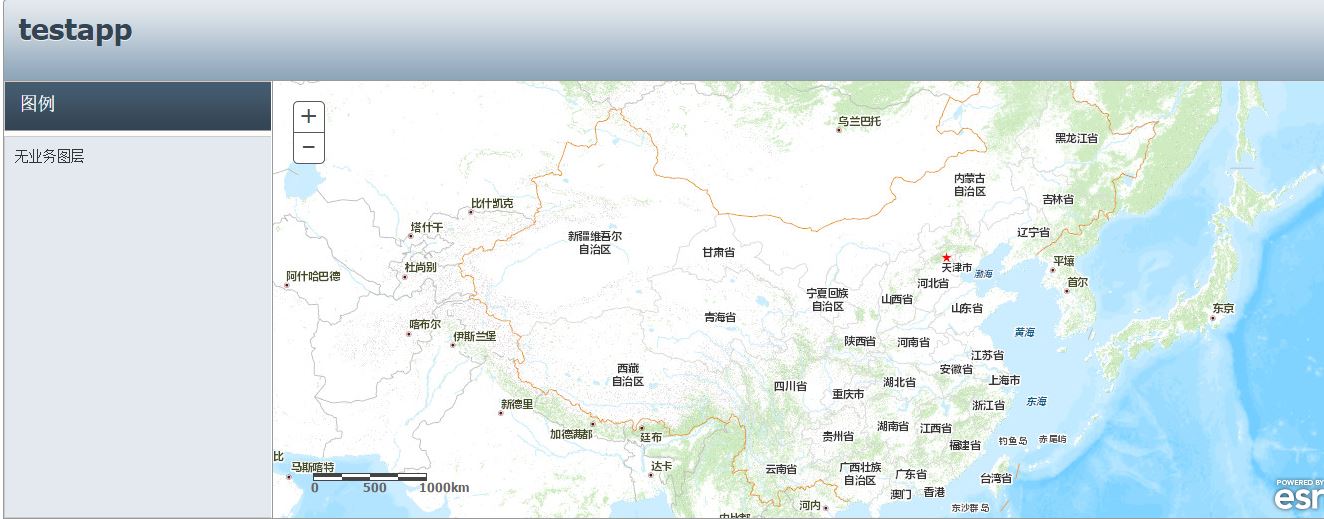 testapp
图例
无业务图层
+
−
乌兰巴托
黑龙江省
内蒙古
自治区
吉林省
比什凯克
塔什干
新疆维吾尔
自治区
甘肃省
辽宁省
天津市
渤海
平壤
杜尚别
阿什哈巴德
河北省
首尔
宁夏回族
自治区
山西省
山东省
东京
青海省
喀布尔
伊斯兰堡
陕西省
河南省
黄海
江苏省
西藏
自治区
安徽省
四川省
湖北省
上海市
重庆市
新德里
浙江省
东海
加德满都
廷布
贵州省
湖南省
江西省
福建省
钓鱼岛
赤尾屿
马斯喀特
达卡
云南省
广西壮族
自治区
广东省
台湾省
澳门
香港
河内
东沙群岛
0 500 1000km
POWERED BY
esr